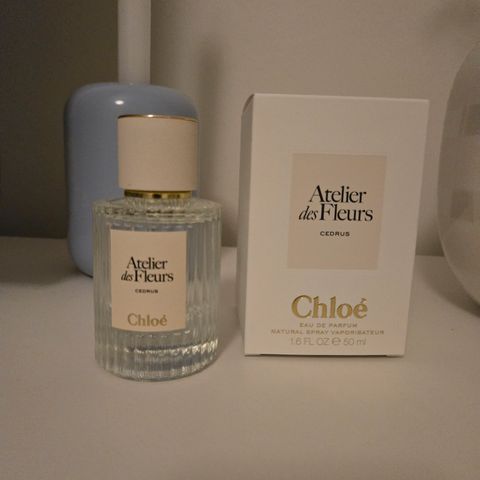 Atelier
des Fleurs
CEDRUS
Chloé
Atelier
des Fleurs
CEDRUS
Chloé
EAU DE PARFUM
NATURAL SPRAY VAPORISATEUR
1.6 FL OZ ℮ 50 ml